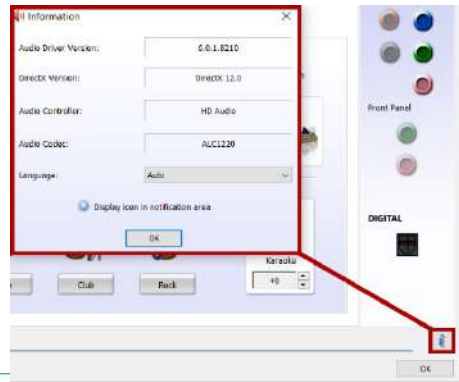 Information
Audio Driver Version: 6.0.1.8210
DirectX Version: DirectX 12.0
Audio Controller: HD Audio
Audio Codec: ALC1220
Language: Auto
Display icon in notification area
OK
Front Panel
DIGITAL
Karaoke
Club
Rock
+0
OK